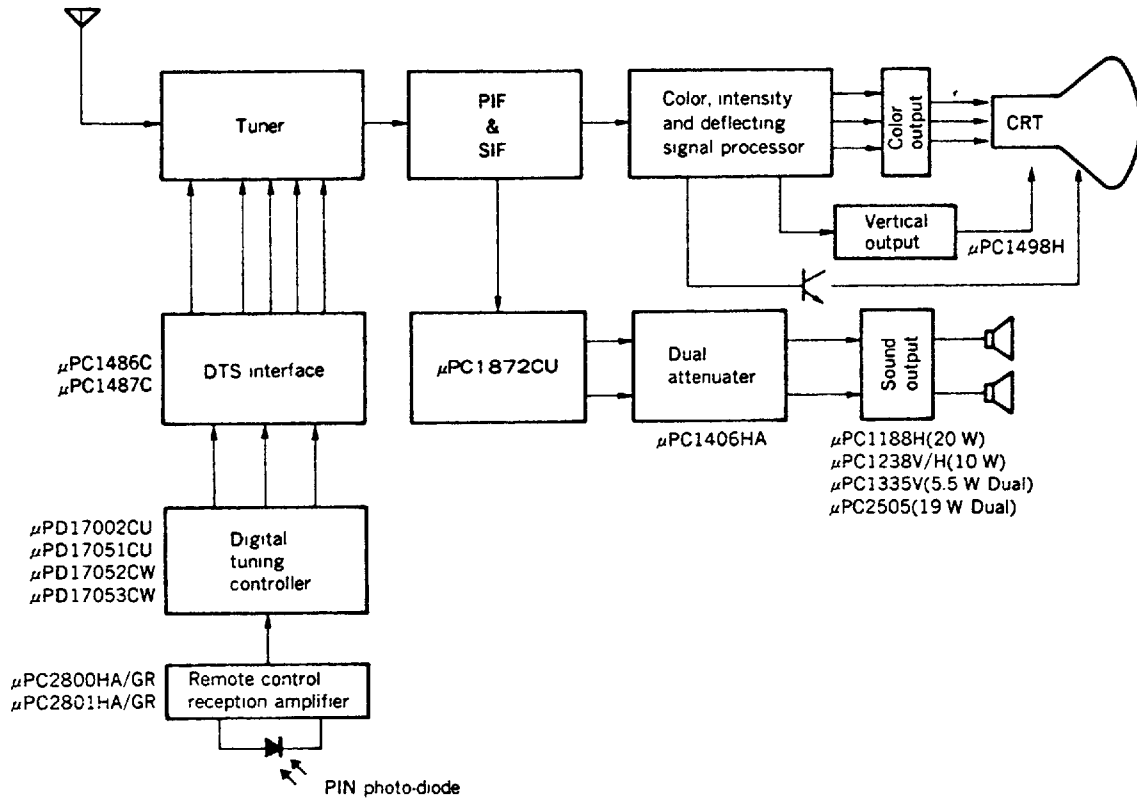 Tuner
PIF
&
SIF
Color, intensity
and deflecting
signal processor
Color
output
CRT
Vertical
output
μPC1498H
μPC1486C
μPC1487C
DTS interface
μPC1872CU
Dual
attenuater
μPC1406HA
Sound
output
μPC1188H(20 W)
μPC1238V/H(10 W)
μPC1335V(5.5 W Dual)
μPC2505(19 W Dual)
μPD17002CU
μPD17051CU
μPD17052CW
μPD17053CW
Digital
tuning
controller
μPC2800HA/GR
μPC2801HA/GR
Remote control
reception amplifier
PIN photo-diode